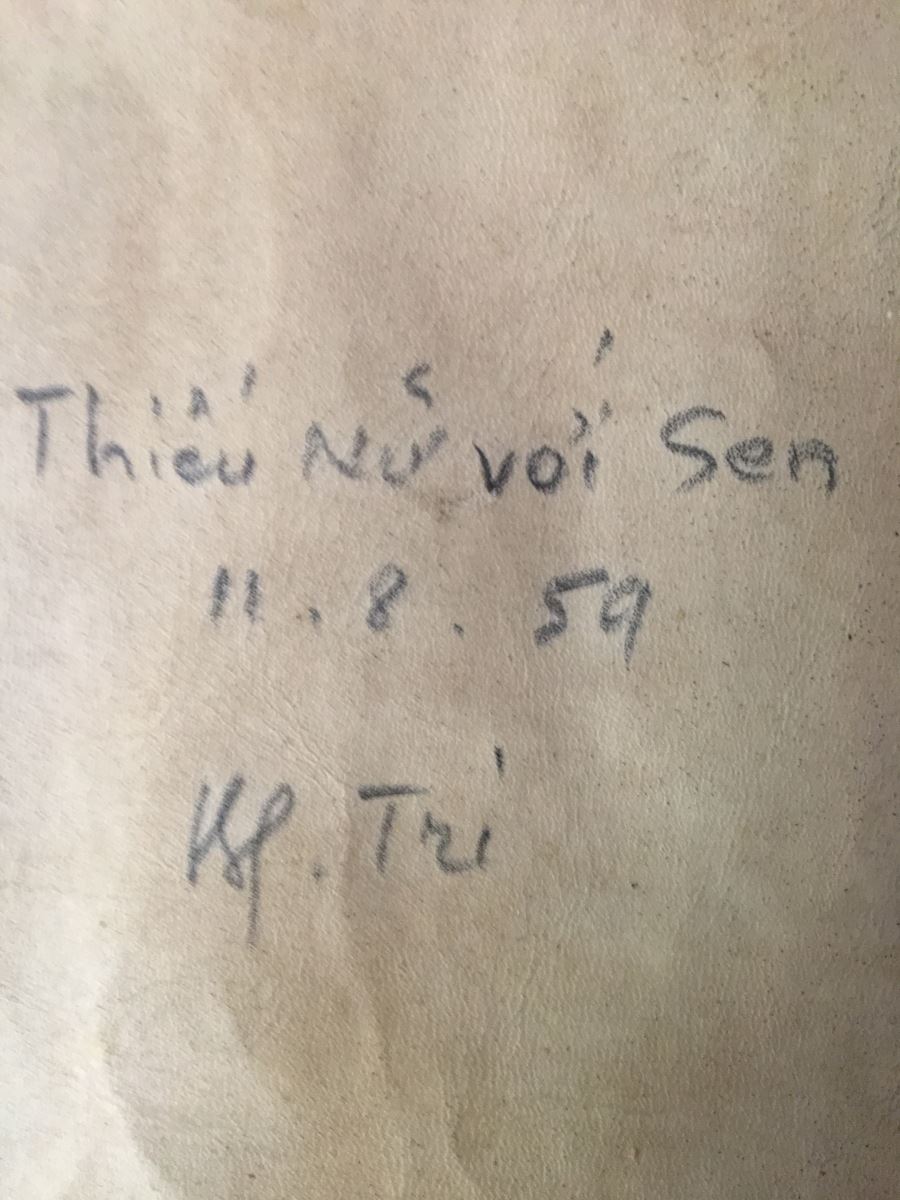 Thiếu Nữ với Sen
11.8.59
Trí